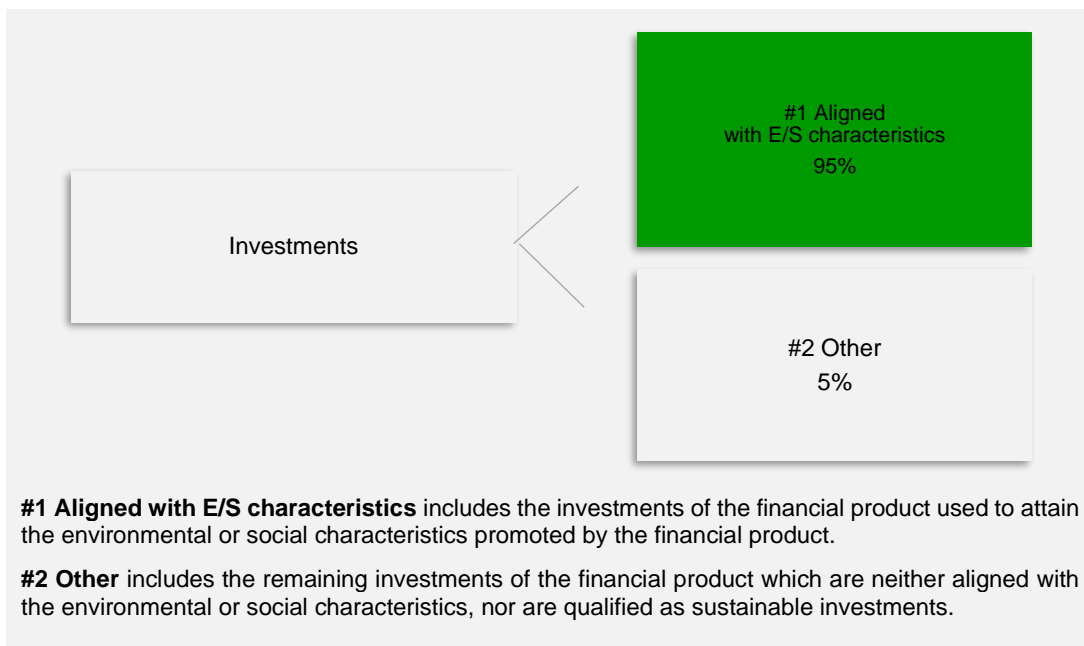 #1 Aligned
with E/S characteristics
95%
Investments
#2 Other
5%
#1 Aligned with E/S characteristics includes the investments of the financial product used to attain
the environmental or social characteristics promoted by the financial product.
#2 Other includes the remaining investments of the financial product which are neither aligned with
the environmental or social characteristics, nor are qualified as sustainable investments.